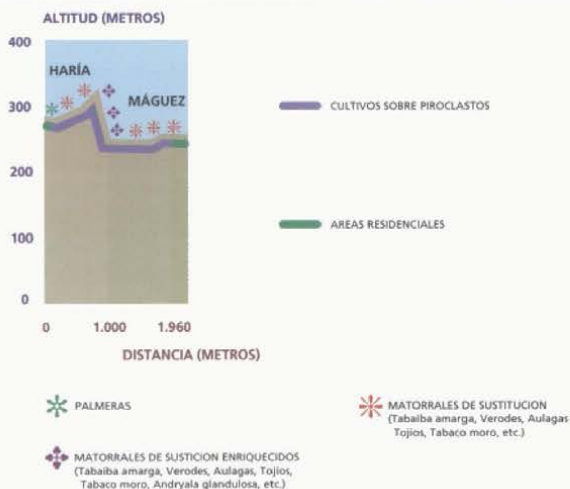 ALTITUD (METROS)
400
HARÍA
MÁGUEZ
300
CULTIVOS SOBRE PIROCLASTOS
200
AREAS RESIDENCIALES
100
0
0 1.000 1.960
DISTANCIA (METROS)
PALMERAS
MATORRALES DE SUSTITUCION
(Tabaiba amarga, Verodes, Aulagas
Tojios, Tabaco moro, etc.)
MATORRALES DE SUSTICION ENRIQUECIDOS
(Tabaiba amarga, Verodes, Aulagas, Tojios,
Tabaco moro, Andryala glandulosa, etc.)